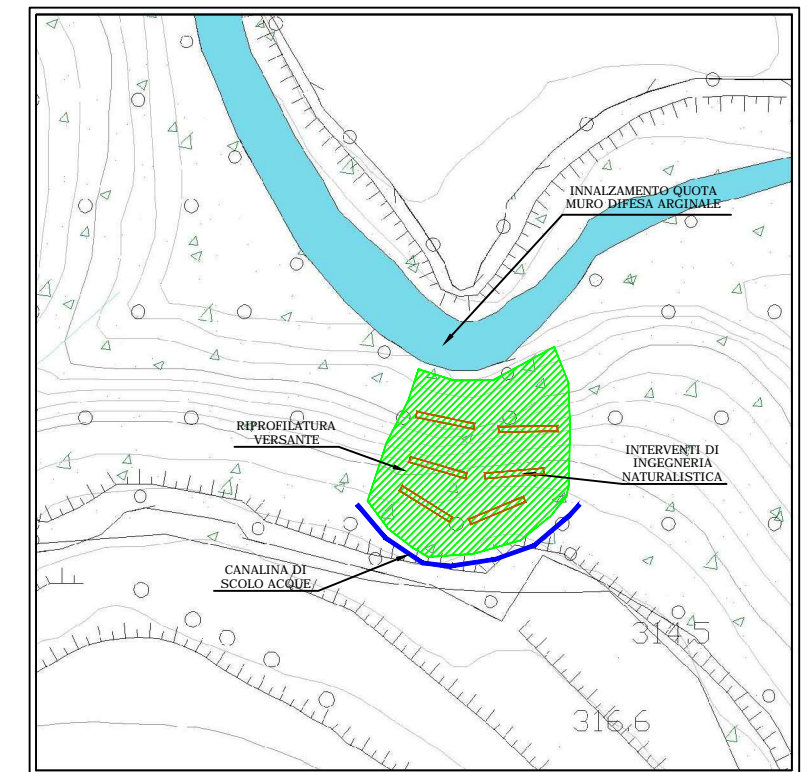 INNALZAMENTO QUOTA
MURO DIFESA ARGINALE
RIPROFILATURA
VERSANTE
INTERVENTI DI
INGEGNERIA
NATURALISTICA
CANALINA DI
SCOLO ACQUE
314,5
316,6